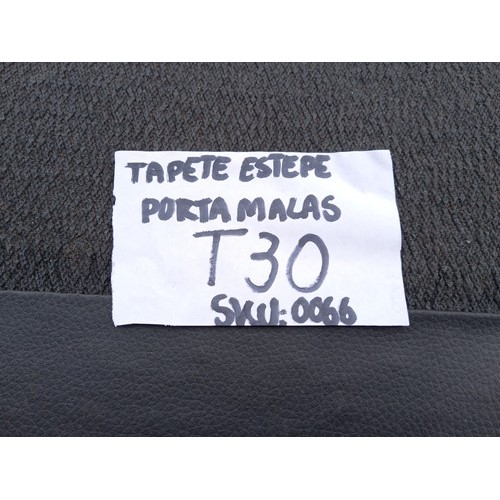 TAPETE ESTEPE
PORTA MALAS
T30
SKU:0066